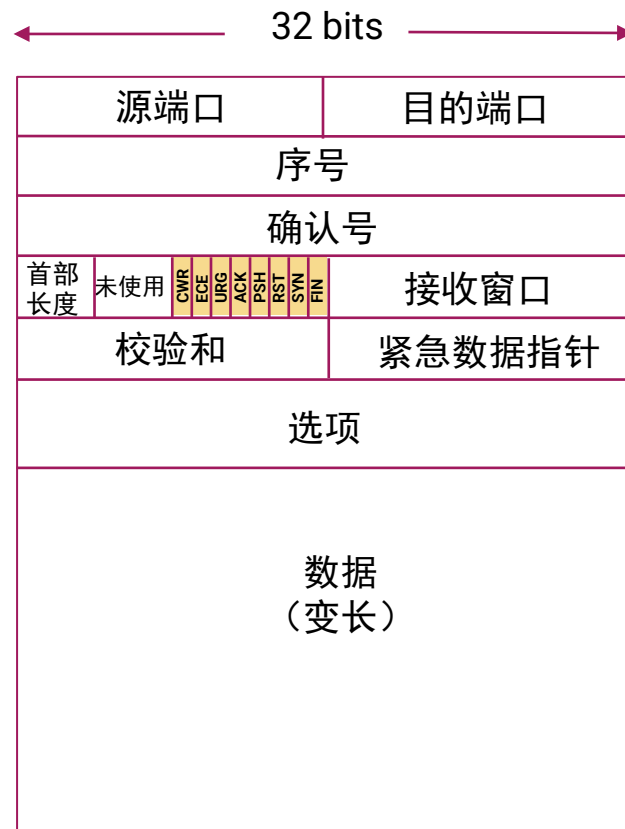 32 bits
源端口 目的端口
序号
确认号
首部
长度
未使用 CWR ECE URG ACK PSH RST SYN FIN 接收窗口
校验和 紧急数据指针
选项
数据
（变长）